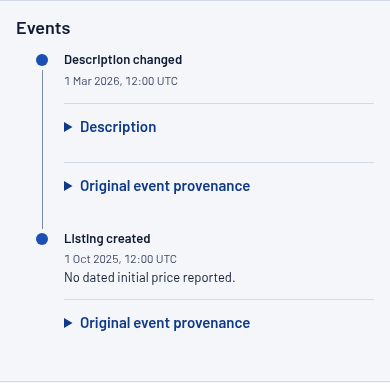 Events
Description changed
1 Mar 2026, 12:00 UTC
Description
Original event provenance
Listing created
1 Oct 2025, 12:00 UTC
No dated initial price reported.
Original event provenance